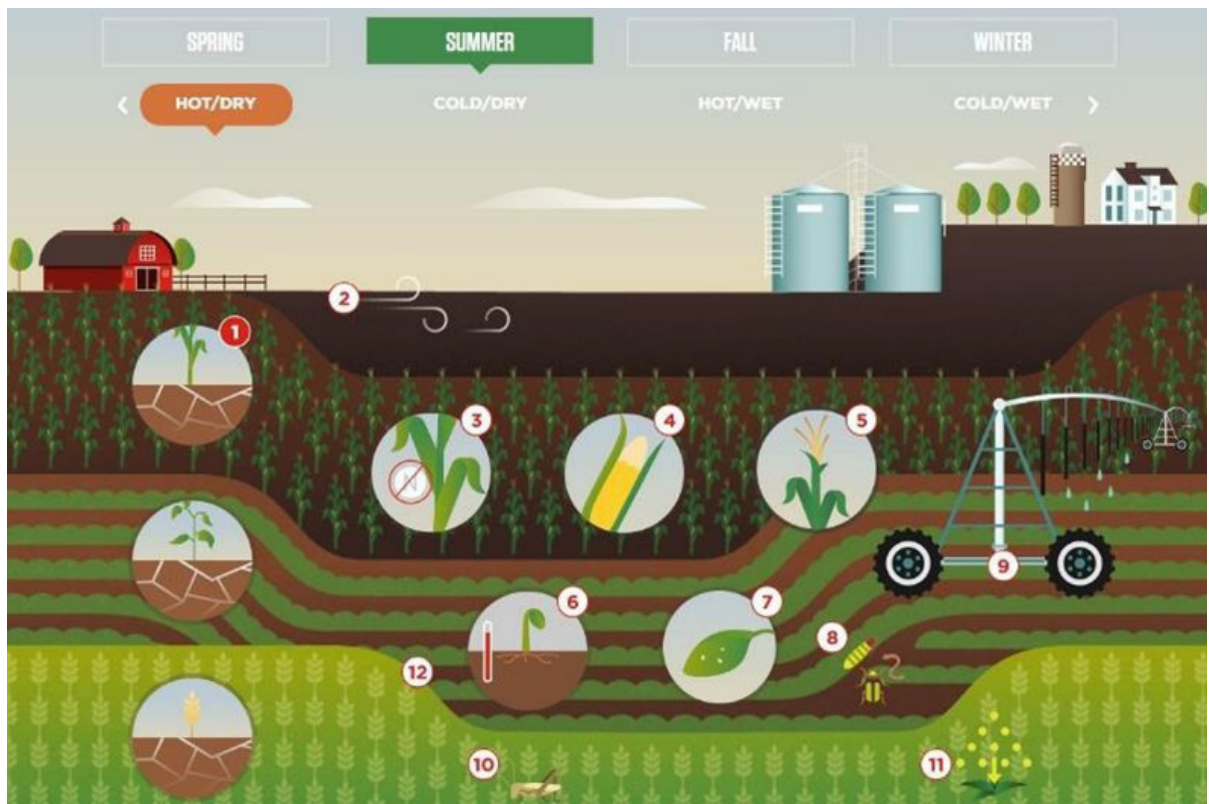 SPRING
SUMMER
FALL
WINTER
HOT/DRY
COLD/DRY
HOT/WET
COLD/WET
2
1
3
4
5
N
9
6
7
8
12
10
11